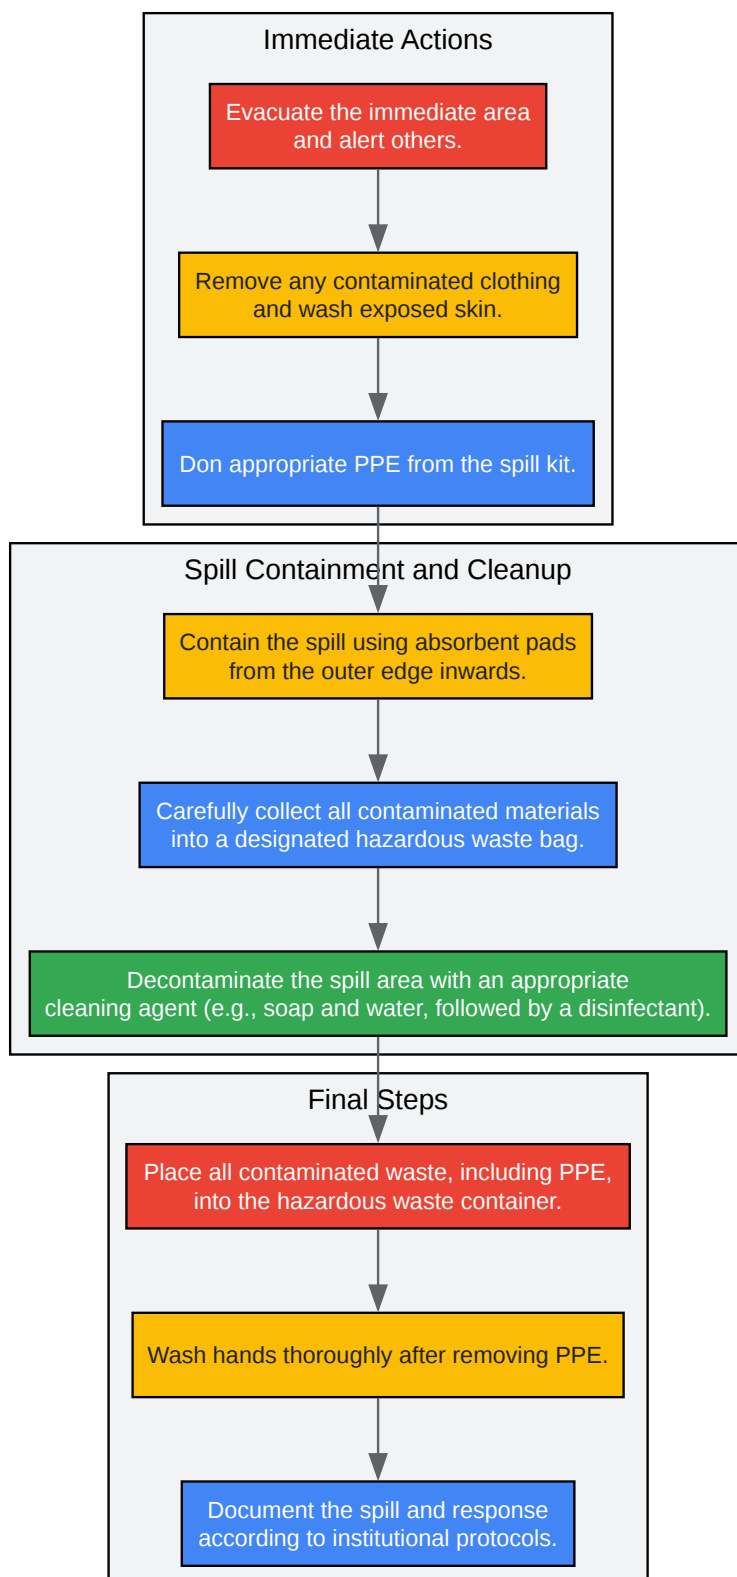 Immediate Actions
Evacuate the immediate area
and alert others.
Remove any contaminated clothing
and wash exposed skin.
Don appropriate PPE from the spill kit.
Spill Containment and Cleanup
Contain the spill using absorbent pads
from the outer edge inwards.
Carefully collect all contaminated materials
into a designated hazardous waste bag.
Decontaminate the spill area with an appropriate
cleaning agent (e.g., soap and water, followed by a disinfectant).
Final Steps
Place all contaminated waste, including PPE,
into the hazardous waste container.
Wash hands thoroughly after removing PPE.
Document the spill and response
according to institutional protocols.